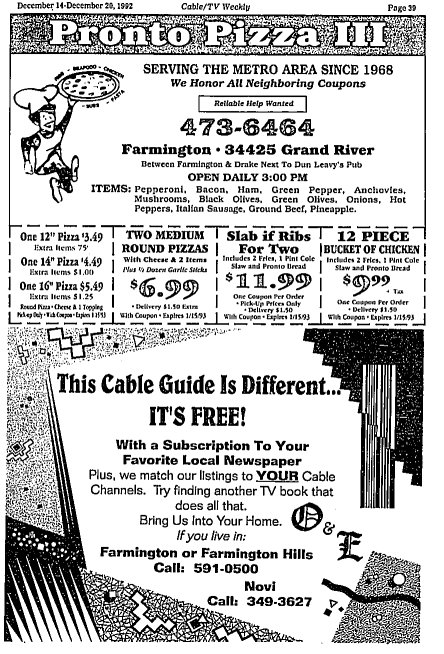 December 14-December 20, 1992 Cable/TV Weekly Page 39
Pronto Pizza III
RIBS · SEAFOOD · CHICKEN
· SUBS · PASTA
SERVING THE METRO AREA SINCE 1968
We Honor All Neighboring Coupons
Reliable Help Wanted
473-6464
Farmington • 34425 Grand River
Between Farmington & Drake Next To Dun Leavy's Pub
OPEN DAILY 3:00 PM
ITEMS: Pepperoni, Bacon, Ham, Green Pepper, Anchovies,
Mushrooms, Black Olives, Green Olives, Onions, Hot
Peppers, Italian Sausage, Ground Beef, Pineapple.
One 12" Pizza $3.49
Extra Items 75¢
One 14" Pizza $4.49
Extra Items $1.00
One 16" Pizza $5.49
Extra Items $1.25
Round Pizza • Cheese & 1 Topping
Pick-up Only • With Coupon • Expires 1/15/93
TWO MEDIUM
ROUND PIZZAS
With Cheese & 2 Items
Plus ½ Dozen Garlic Sticks
$6.99
• Delivery $1.50 Extra
With Coupon • Expires 1/15/93
Slab if Ribs
For Two
Includes 2 Fries, 1 Pint Cole
Slaw and Pronto Bread
$11.99
One Coupon Per Order
• Pick-Up Prices Only
• Delivery $1.50
With Coupon • Expires 1/15/93
12 PIECE
BUCKET OF CHICKEN
Includes 2 Fries, 1 Pint Cole
Slaw and Pronto Bread
$9.99
+ Tax
One Coupon Per Order
• Delivery $1.50
With Coupon • Expires 1/15/93
This Cable Guide Is Different...
IT'S FREE!
With a Subscription To Your
Favorite Local Newspaper
Plus, we match our listings to YOUR Cable
Channels. Try finding another TV book that
does all that.
Bring Us Into Your Home.
If you live in:
O & E
Farmington or Farmington Hills
Call: 591-0500
Novi
Call: 349-3627